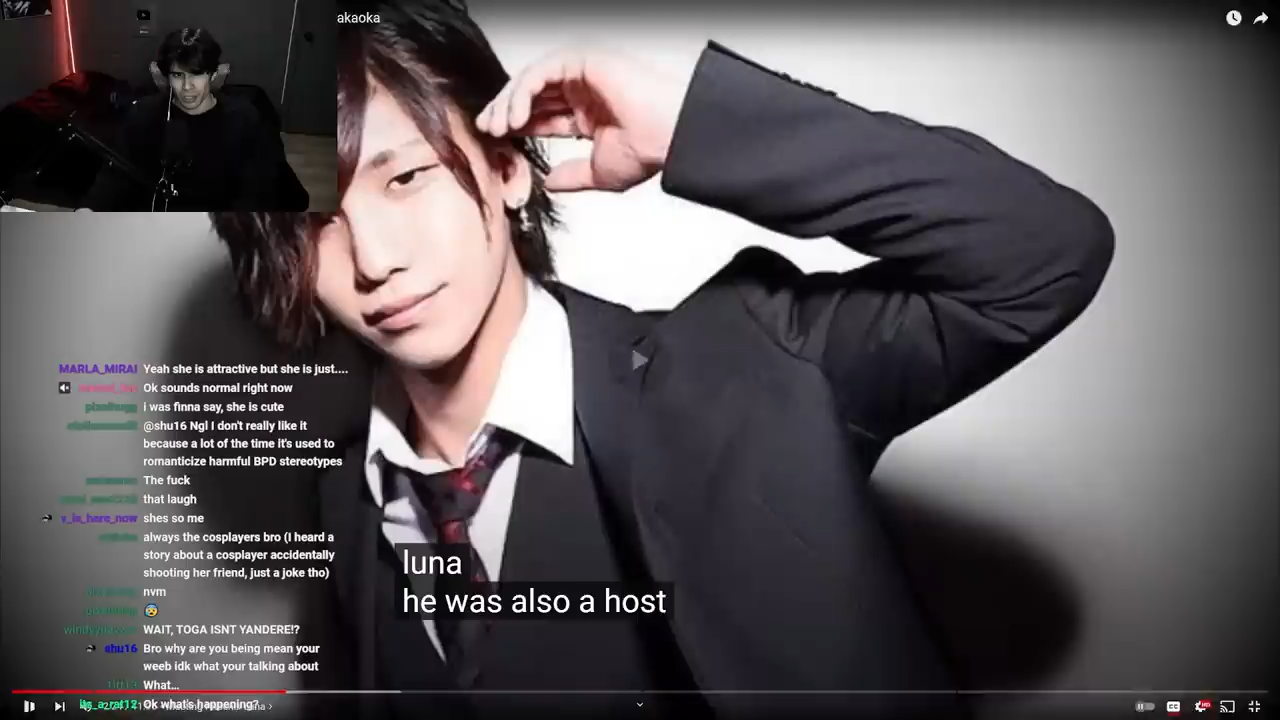 akaoka
MARLA_MIRAI Yeah she is attractive but she is just....
Ok sounds normal right now
i was finna say, she is cute
@shu16 Ngl I don't really like it
because a lot of the time it's used to
romanticize harmful BPD stereotypes
The fuck
that laugh
v_is_here_now shes so me
always the cosplayers bro (I heard a
story about a cosplayer accidentally
shooting her friend, just a joke tho)
nvm
WAIT, TOGA ISNT YANDERE!?
shu16 Bro why are you being mean your
weeb idk what your talking about
What...
its_a_rat12 Ok what's happening?
luna
he was also a host
CC
HD